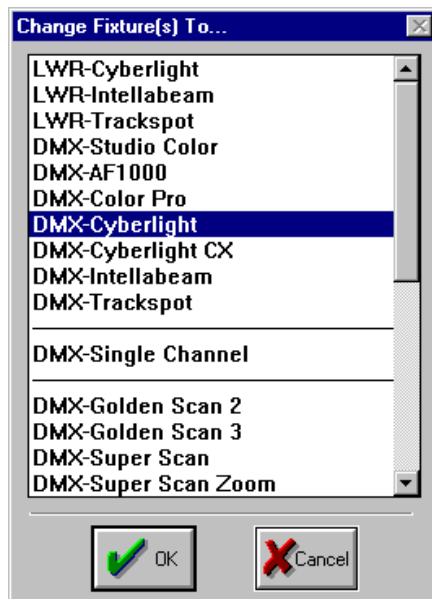 Change Fixture(s) To...
LWR-Cyberlight
LWR-Intellabeam
LWR-Trackspot
DMX-Studio Color
DMX-AF1000
DMX-Color Pro
DMX-Cyberlight
DMX-Cyberlight CX
DMX-Intellabeam
DMX-Trackspot
DMX-Single Channel
DMX-Golden Scan 2
DMX-Golden Scan 3
DMX-Super Scan
DMX-Super Scan Zoom
OK
Cancel